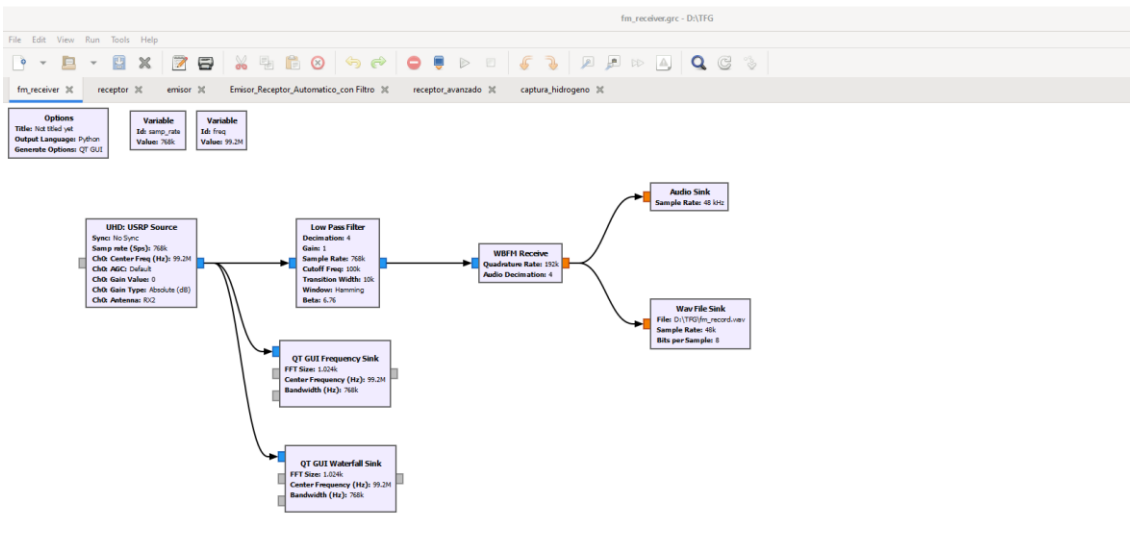 fm_receiver.grc - D:\TFG
File Edit View Run Tools Help
fm_receiver receptor emisor Emisor_Receptor_Automatico_con Filtro receptor_avanzado captura_hidrogeno
Options
Title: Not titled yet
Output Language: Python
Generate Options: QT GUI
Variable
Id: samp_rate
Value: 768k
Variable
Id: freq
Value: 99.2M
UHD: USRP Source
Sync: No Sync
Samp rate (Sps): 768k
Ch0: Center Freq (Hz): 99.2M
Ch0: AGC: Default
Ch0: Gain Value: 0
Ch0: Gain Type: Absolute (dB)
Ch0: Antenna: RX2
Low Pass Filter
Decimation: 4
Gain: 1
Sample Rate: 768k
Cutoff Freq: 100k
Transition Width: 10k
Window: Hamming
Beta: 6.76
WBFM Receive
Quadrature Rate: 192k
Audio Decimation: 4
Audio Sink
Sample Rate: 48 kHz
Wav File Sink
File: D:\TFG\fm_record.wav
Sample Rate: 48k
Bits per Sample: 8
QT GUI Frequency Sink
FFT Size: 1.024k
Center Frequency (Hz): 99.2M
Bandwidth (Hz): 768k
QT GUI Waterfall Sink
FFT Size: 1.024k
Center Frequency (Hz): 99.2M
Bandwidth (Hz): 768k